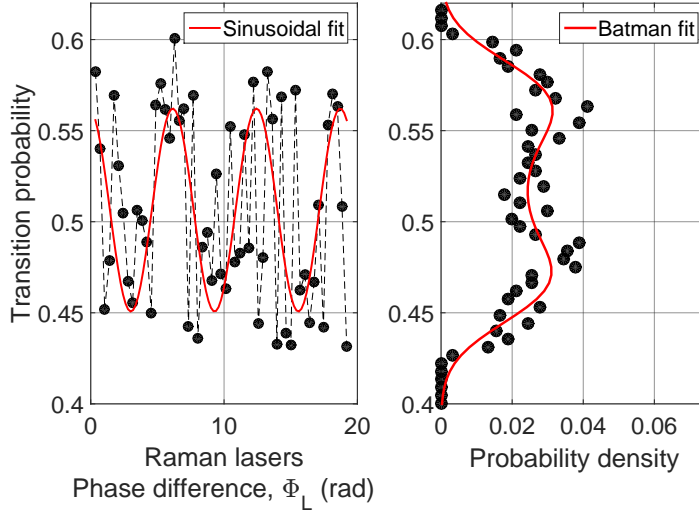 Sinusoidal fit
Batman fit
Transition probability
0.6
0.55
0.5
0.45
0.4
0
10
20
Raman lasers
Phase difference, Φ_L (rad)
0.6
0.55
0.5
0.45
0.4
0
0.02
0.04
0.06
Probability density